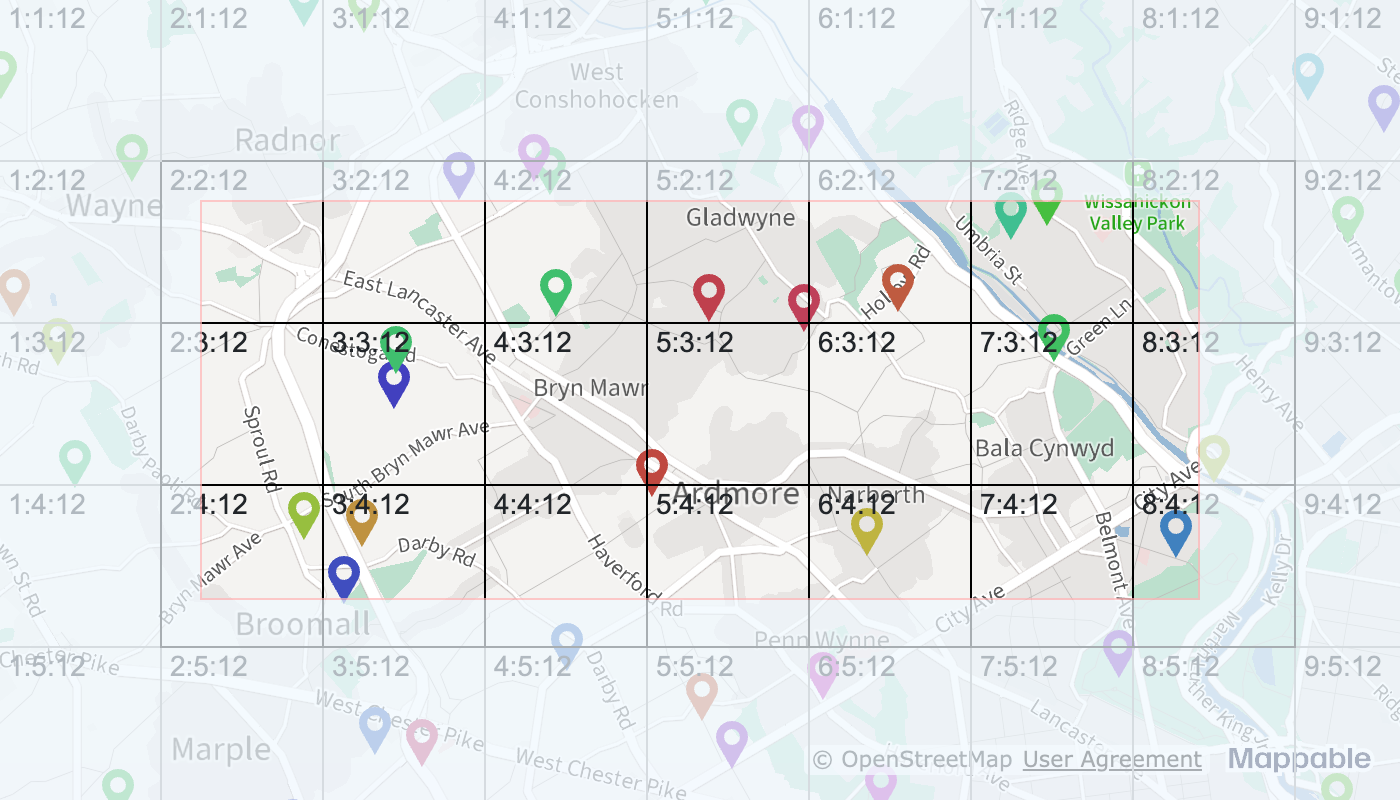 1:1:12 2:1:12 3:1:12 4:1:12 5:1:12 6:1:12 7:1:12 8:1:12 9:1:12
West
Conshohocken
Ridge Ave
Radnor
1:2:12 2:2:12 3:2:12 4:2:12 5:2:12 6:2:12 7:2:12 8:2:12 9:2:12
Wayne
Wissahickon
Valley Park
Gladwyne
Umbria St
East Lancaster Ave
Green Ln
1:3:12 2:3:12 3:3:12 4:3:12 5:3:12 6:3:12 7:3:12 8:3:12 9:3:12
Bryn Mawr
Henry Ave
Sproul Rd
Darby Paoli Rd
South Bryn Mawr Ave
Bala Cynwyd
City Ave
Ardmore
Narberth
1:4:12 2:4:12 3:4:12 4:4:12 5:4:12 6:4:12 7:4:12 8:4:12 9:4:12
Bryn Mawr Ave
Darby Rd
Haverford Rd
Belmont Ave
Kelly Dr
City Ave
Broomall
Penn Wynne
1:5:12 2:5:12 3:5:12 4:5:12 5:5:12 6:5:12 7:5:12 8:5:12 9:5:12
Chester Pike
Darby Rd
West Chester Pike
Marple
West Chester Pike
© OpenStreetMap User Agreement Mappable